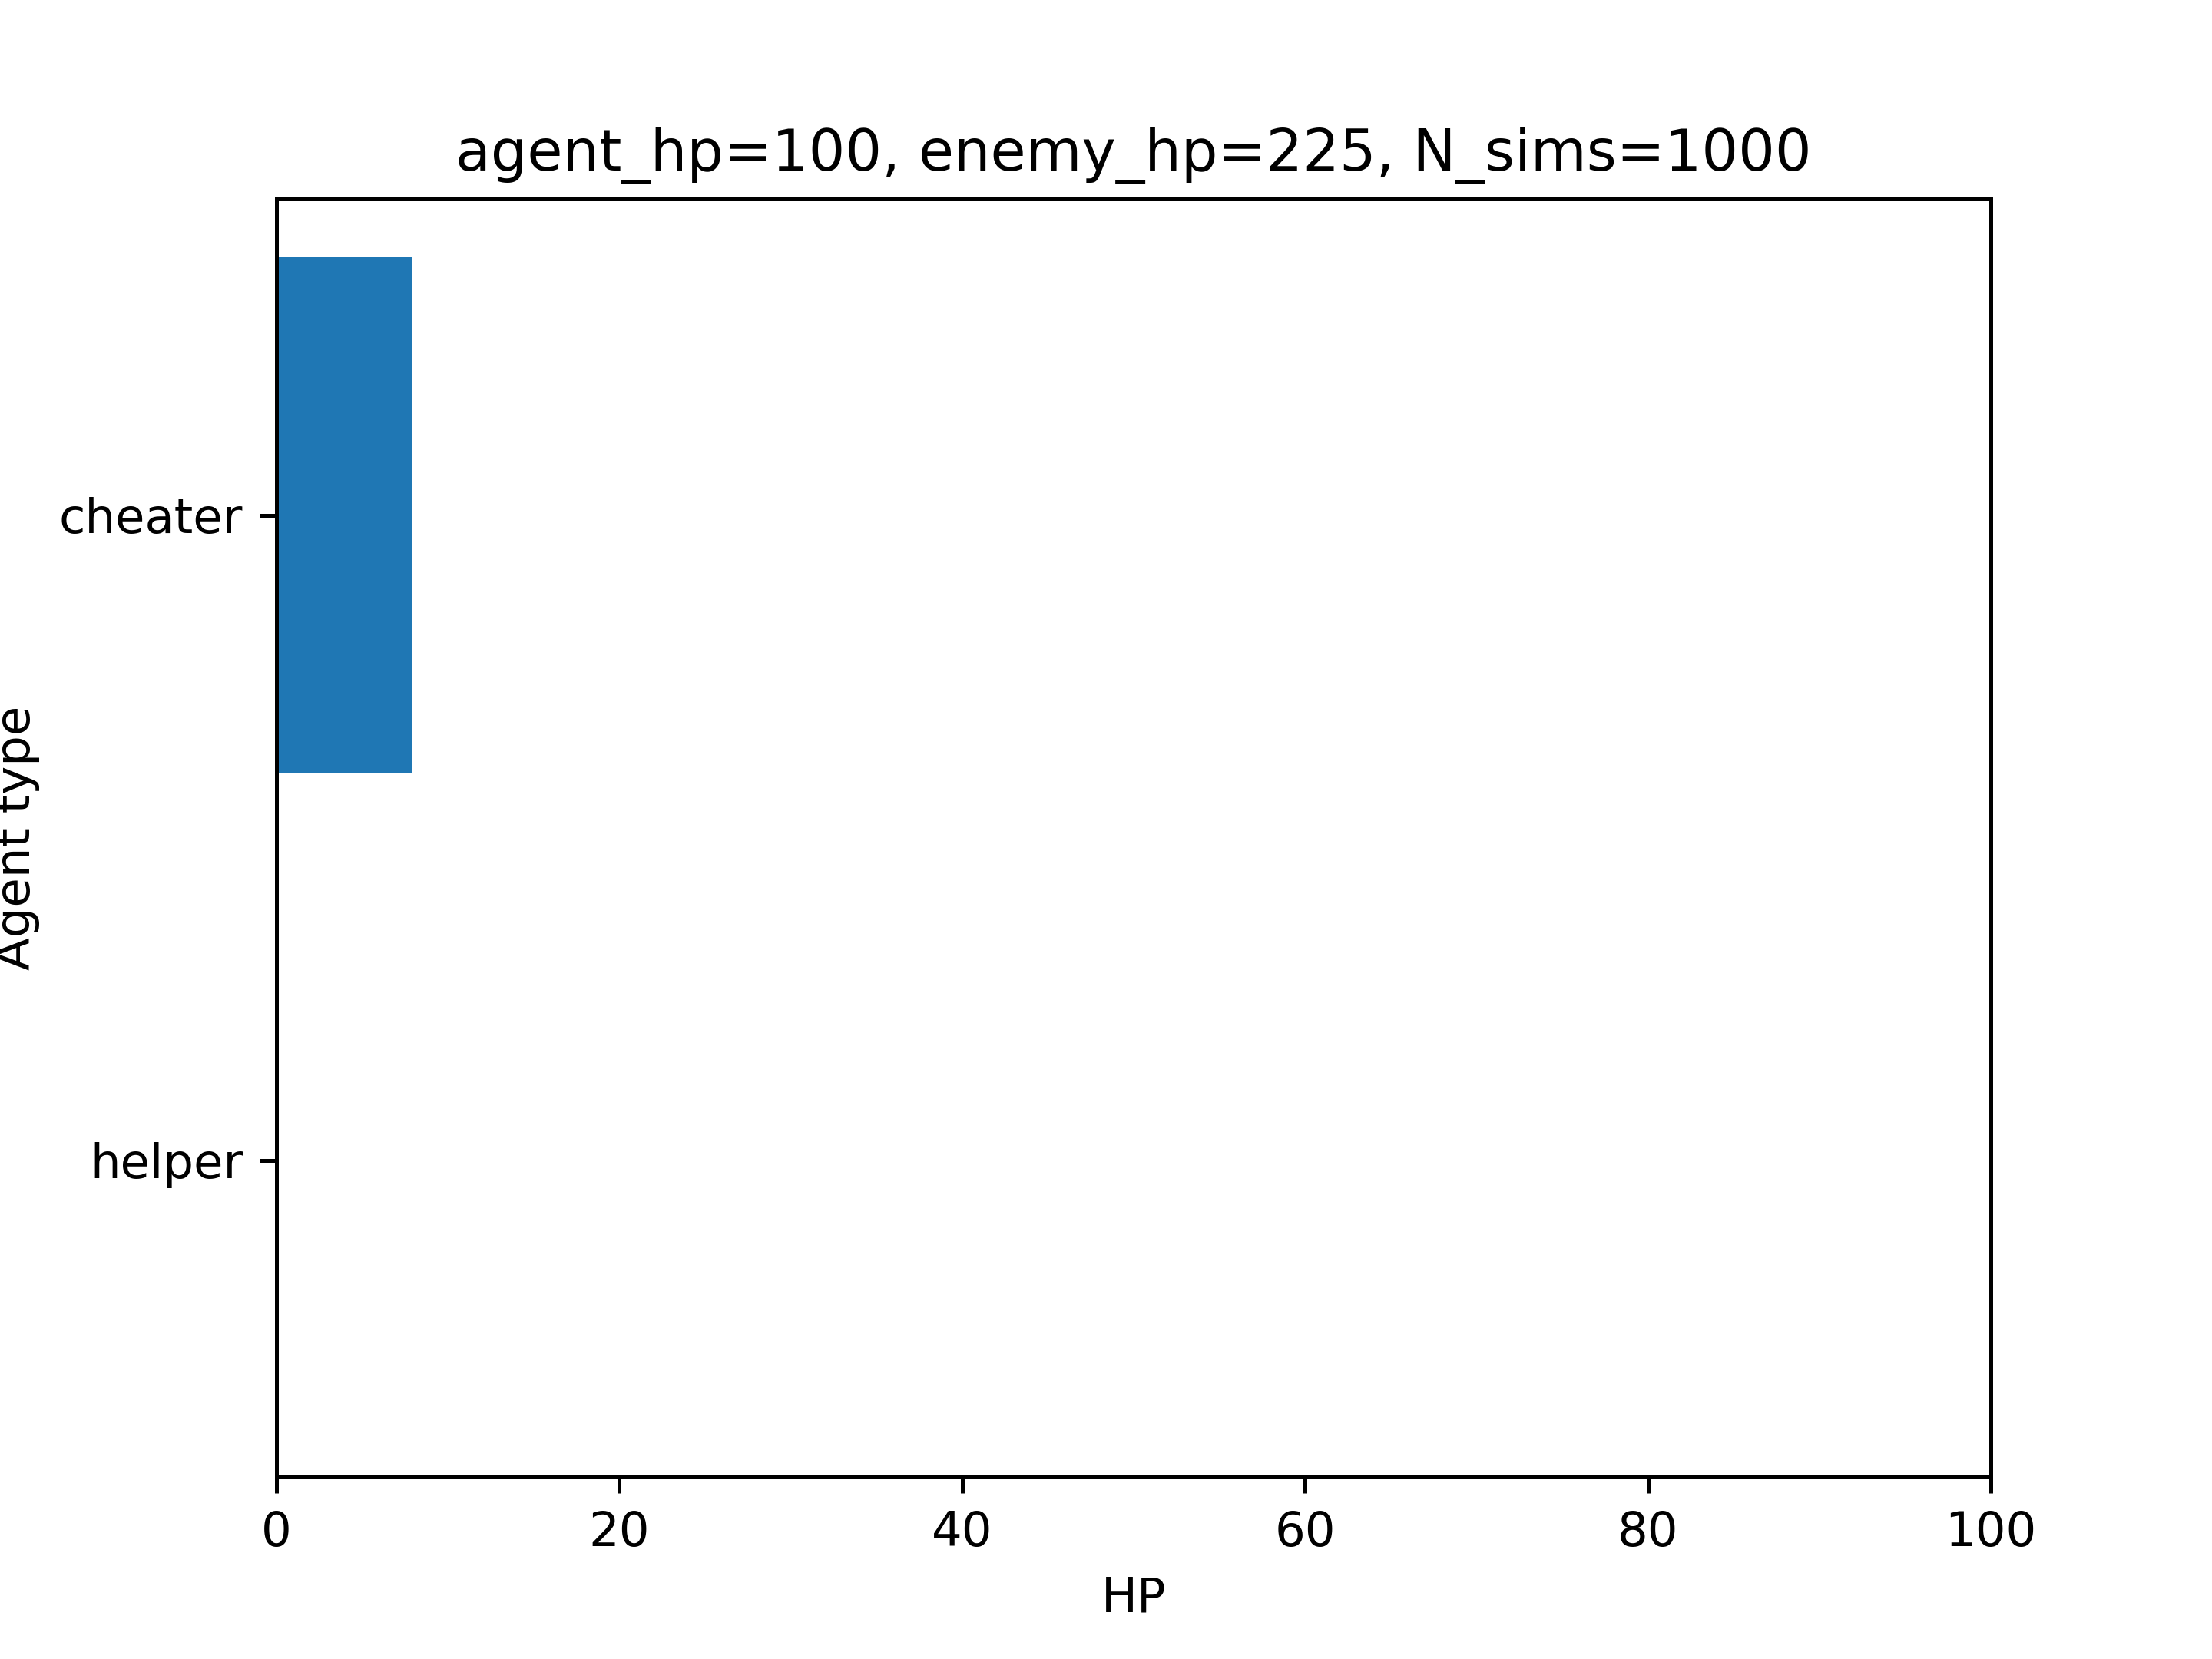 agent_hp=100, enemy_hp=225, N_sims=1000
cheater
Agent type
helper
0 20 40 60 80 100
HP